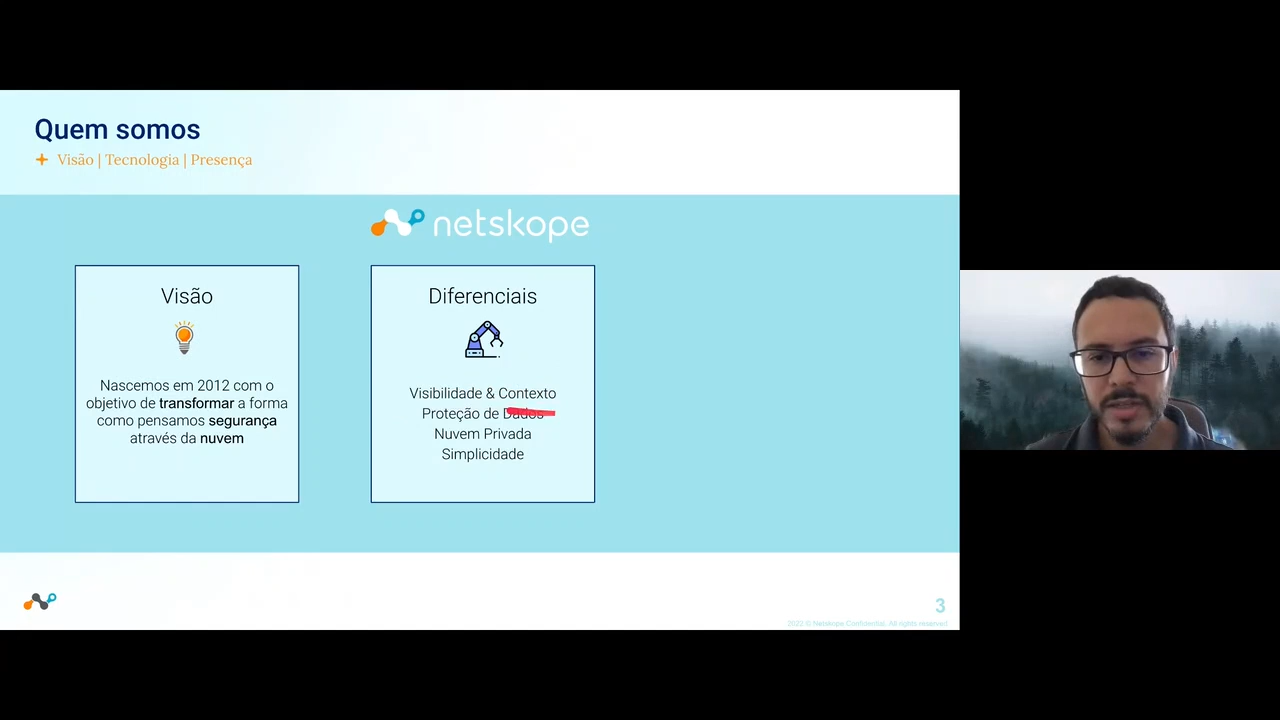 Quem somos
Visão | Tecnologia | Presença
netskope
Visão
Nascemos em 2012 com o
objetivo de transformar a forma
como pensamos segurança
através da nuvem
Diferenciais
Visibilidade & Contexto
Proteção de Dados
Nuvem Privada
Simplicidade
3
2022 © Netskope Confidential. All rights reserved.